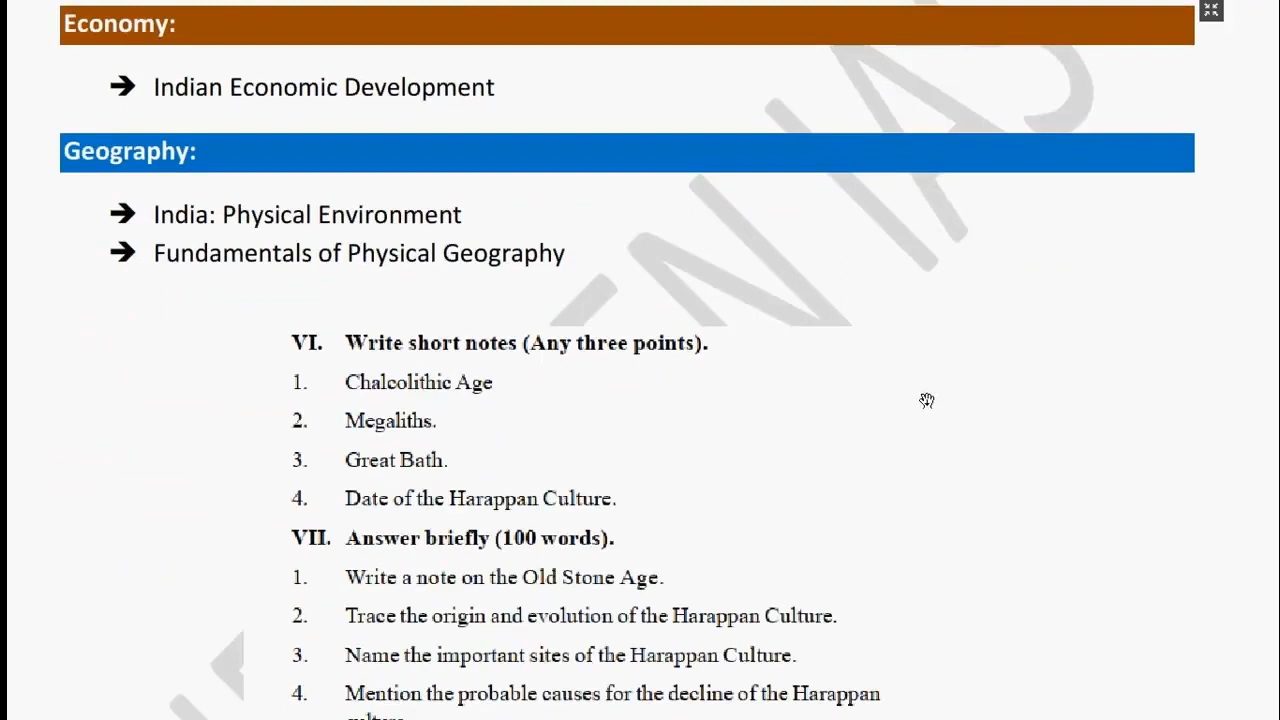 Economy:
➔ Indian Economic Development
Geography:
➔ India: Physical Environment
➔ Fundamentals of Physical Geography
VI. Write short notes (Any three points).
1. Chalcolithic Age
2. Megaliths.
3. Great Bath.
4. Date of the Harappan Culture.
VII. Answer briefly (100 words).
1. Write a note on the Old Stone Age.
2. Trace the origin and evolution of the Harappan Culture.
3. Name the important sites of the Harappan Culture.
4. Mention the probable causes for the decline of the Harappan